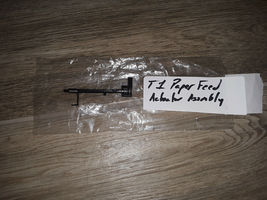 T1 Paper Feed
Actuator Assembly